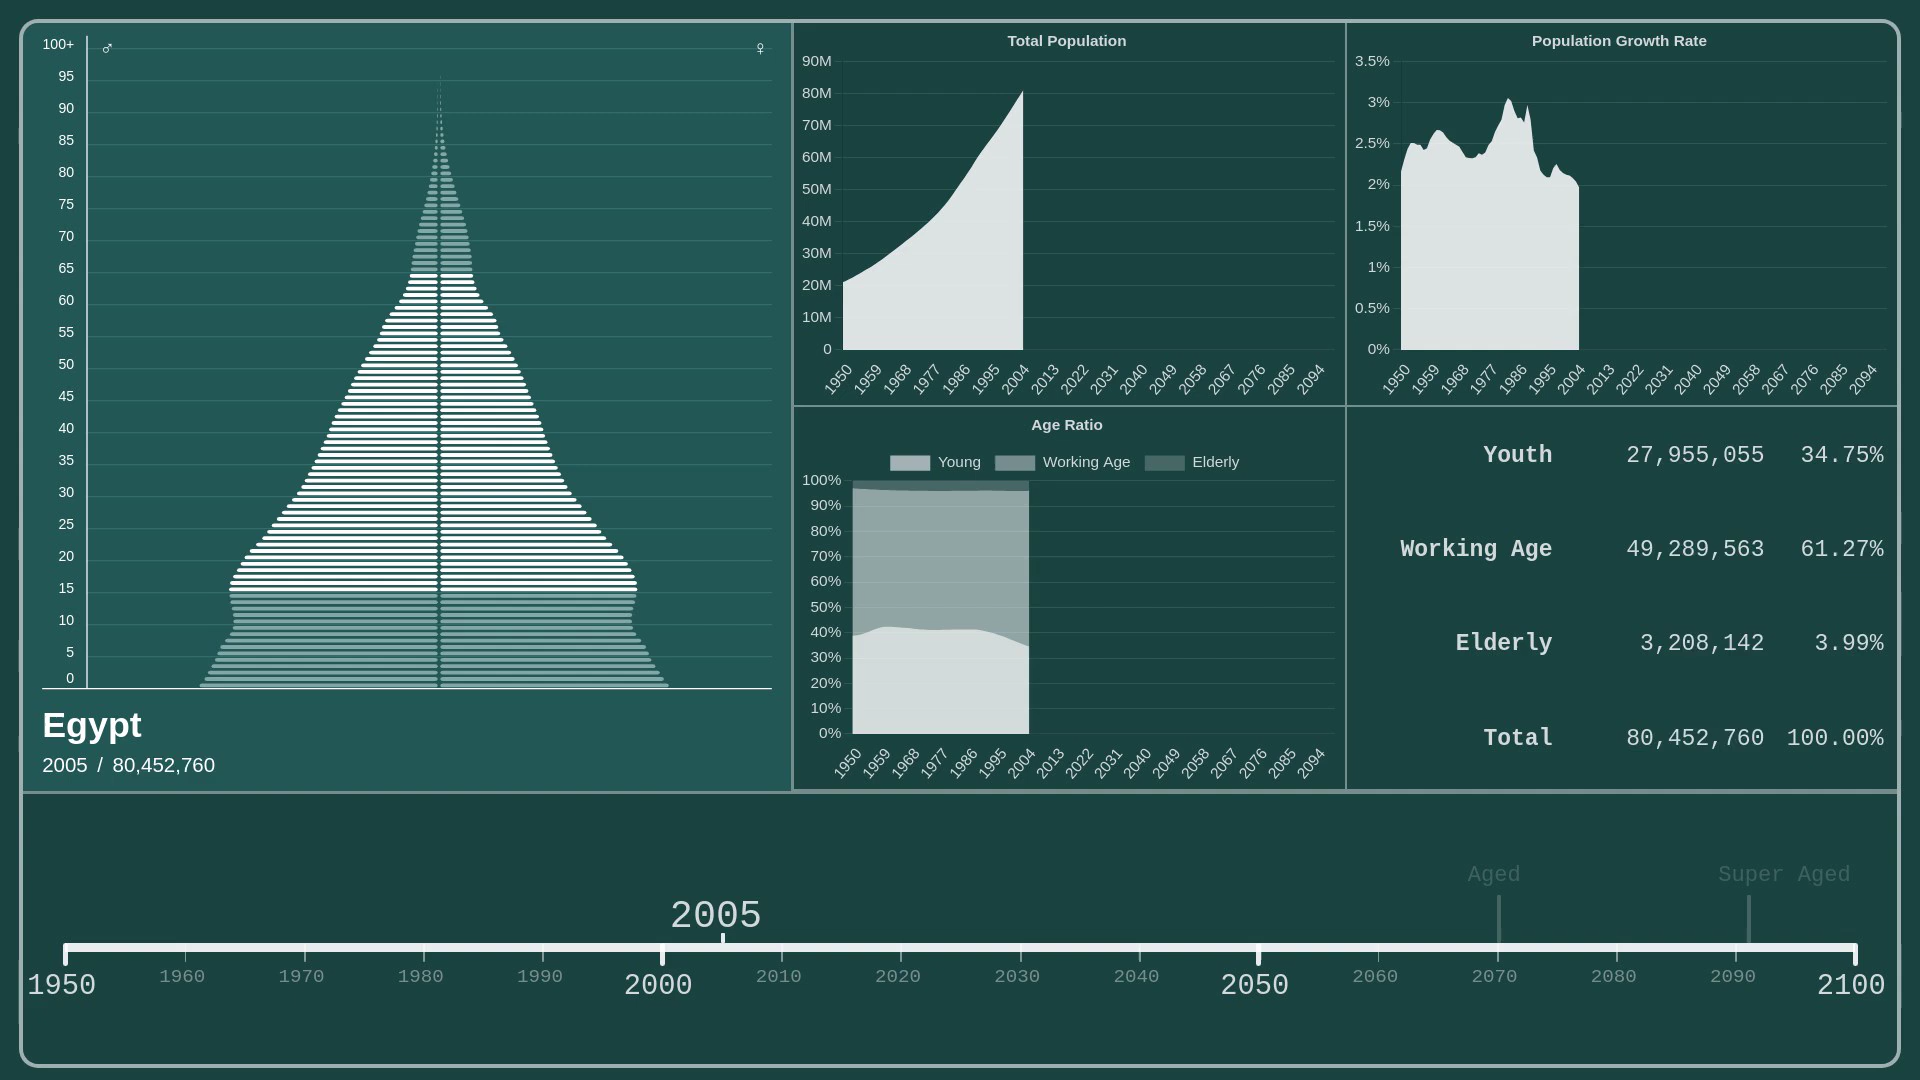 100+
♂
♀
95
90
85
80
75
70
65
60
55
50
45
40
35
30
25
20
15
10
5
0
Egypt
2005 / 80,452,760
Total Population
90M
80M
70M
60M
50M
40M
30M
20M
10M
0
1950 1959 1968 1977 1986 1995 2004 2013 2022 2031 2040 2049 2058 2067 2076 2085 2094
Population Growth Rate
3.5%
3%
2.5%
2%
1.5%
1%
0.5%
0%
1950 1959 1968 1977 1986 1995 2004 2013 2022 2031 2040 2049 2058 2067 2076 2085 2094
Age Ratio
Young Working Age Elderly
100%
90%
80%
70%
60%
50%
40%
30%
20%
10%
0%
1950 1959 1968 1977 1986 1995 2004 2013 2022 2031 2040 2049 2058 2067 2076 2085 2094
Youth 27,955,055 34.75%
Working Age 49,289,563 61.27%
Elderly 3,208,142 3.99%
Total 80,452,760 100.00%
Aged Super Aged
2005
1950 1960 1970 1980 1990 2000 2010 2020 2030 2040 2050 2060 2070 2080 2090 2100